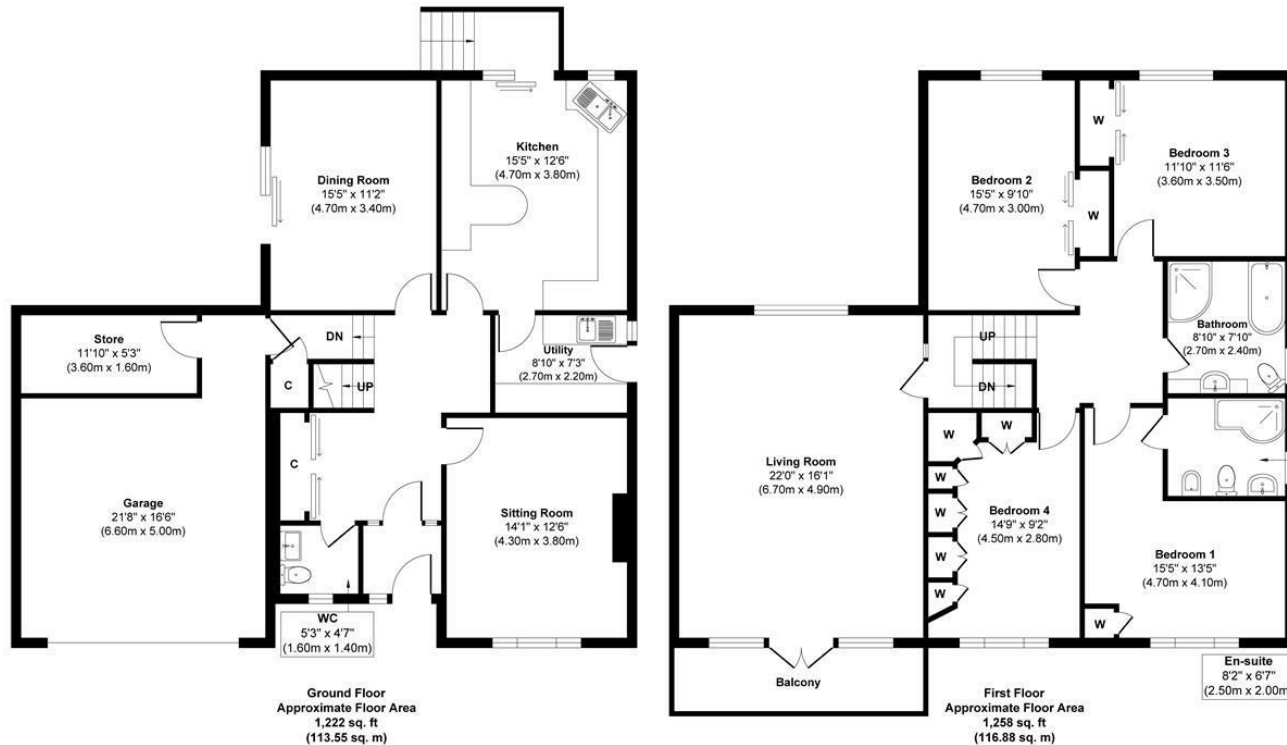 Dining Room
15'5" x 11'2"
(4.70m x 3.40m)
Kitchen
15'5" x 12'6"
(4.70m x 3.80m)
Store
11'10" x 5'3"
(3.60m x 1.60m)
DN
C
UP
Utility
8'10" x 7'3"
(2.70m x 2.20m)
C
Garage
21'8" x 16'6"
(6.60m x 5.00m)
Sitting Room
14'1" x 12'6"
(4.30m x 3.80m)
WC
5'3" x 4'7"
(1.60m x 1.40m)
Ground Floor
Approximate Floor Area
1,222 sq. ft
(113.55 sq. m)
Bedroom 2
15'5" x 9'10"
(4.70m x 3.00m)
W
W
Bedroom 3
11'10" x 11'6"
(3.60m x 3.50m)
UP
DN
Bathroom
8'10" x 7'10"
(2.70m x 2.40m)
Living Room
22'0" x 16'1"
(6.70m x 4.90m)
W
W
W
W
W
W
Bedroom 4
14'9" x 9'2"
(4.50m x 2.80m)
Bedroom 1
15'5" x 13'5"
(4.70m x 4.10m)
W
Balcony
En-suite
8'2" x 6'7"
(2.50m x 2.00m
First Floor
Approximate Floor Area
1,258 sq. ft
(116.88 sq. m)